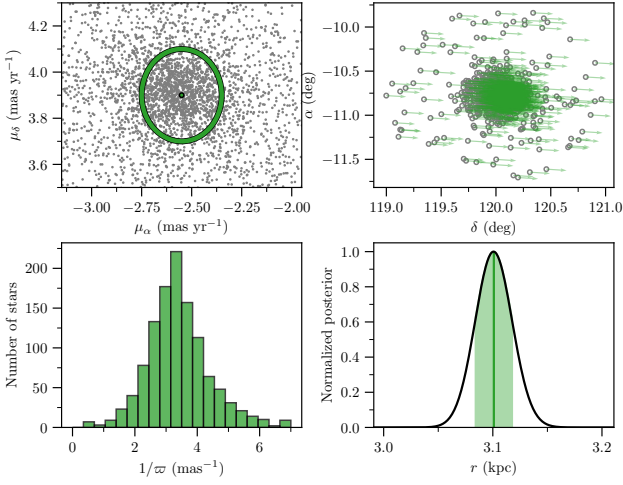 4.2
4.0
3.8
3.6
μδ (mas yr⁻¹)
−3.00 −2.75 −2.50 −2.25 −2.00
μα (mas yr⁻¹)
−10.0
−10.5
−11.0
−11.5
α (deg)
119.0 119.5 120.0 120.5 121.0
δ (deg)
200
150
100
50
0
Number of stars
0 2 4 6
1/ϖ (mas⁻¹)
1.0
0.8
0.6
0.4
0.2
0.0
Normalized posterior
3.0 3.1 3.2
r (kpc)